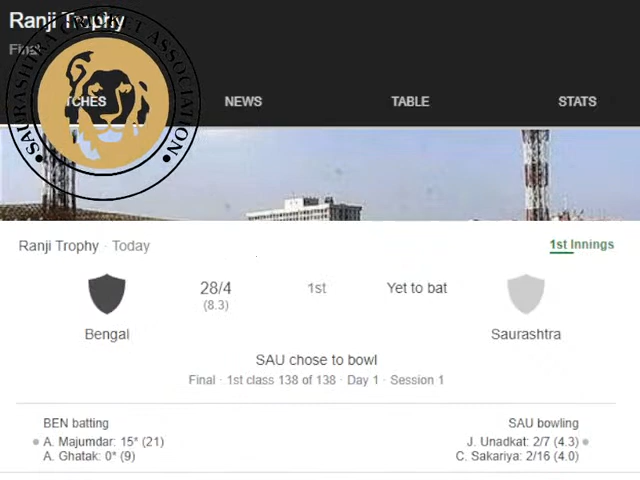 Ranji Trophy
Final
SAURASHTRA CRICKET ASSOCIATION
TCHES NEWS TABLE STATS
Ranji Trophy · Today 1st Innings
28/4 1st Yet to bat
(8.3)
Bengal Saurashtra
SAU chose to bowl
Final · 1st class 138 of 138 · Day 1 · Session 1
BEN batting SAU bowling
A. Majumdar: 15* (21) J. Unadkat: 2/7 (4.3)
A. Ghatak: 0* (9) C. Sakariya: 2/16 (4.0)